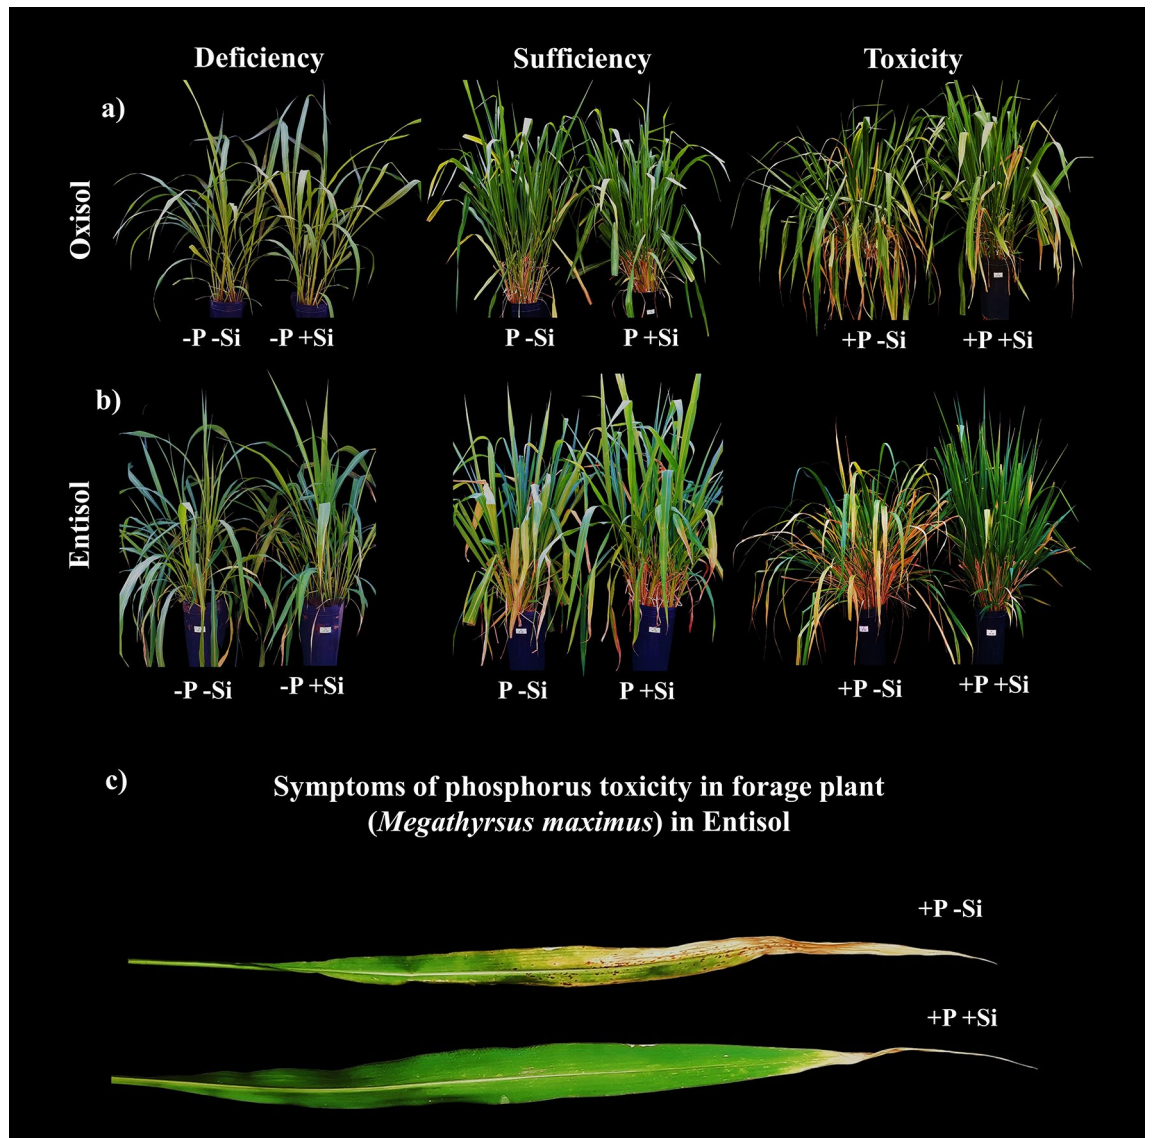 Deficiency Sufficiency Toxicity
a)
Oxisol
-P -Si -P +Si P -Si P +Si +P -Si +P +Si
b)
Entisol
-P -Si -P +Si P -Si P +Si +P -Si +P +Si
c)
Symptoms of phosphorus toxicity in forage plant
(Megathyrsus maximus) in Entisol
+P -Si
+P +Si